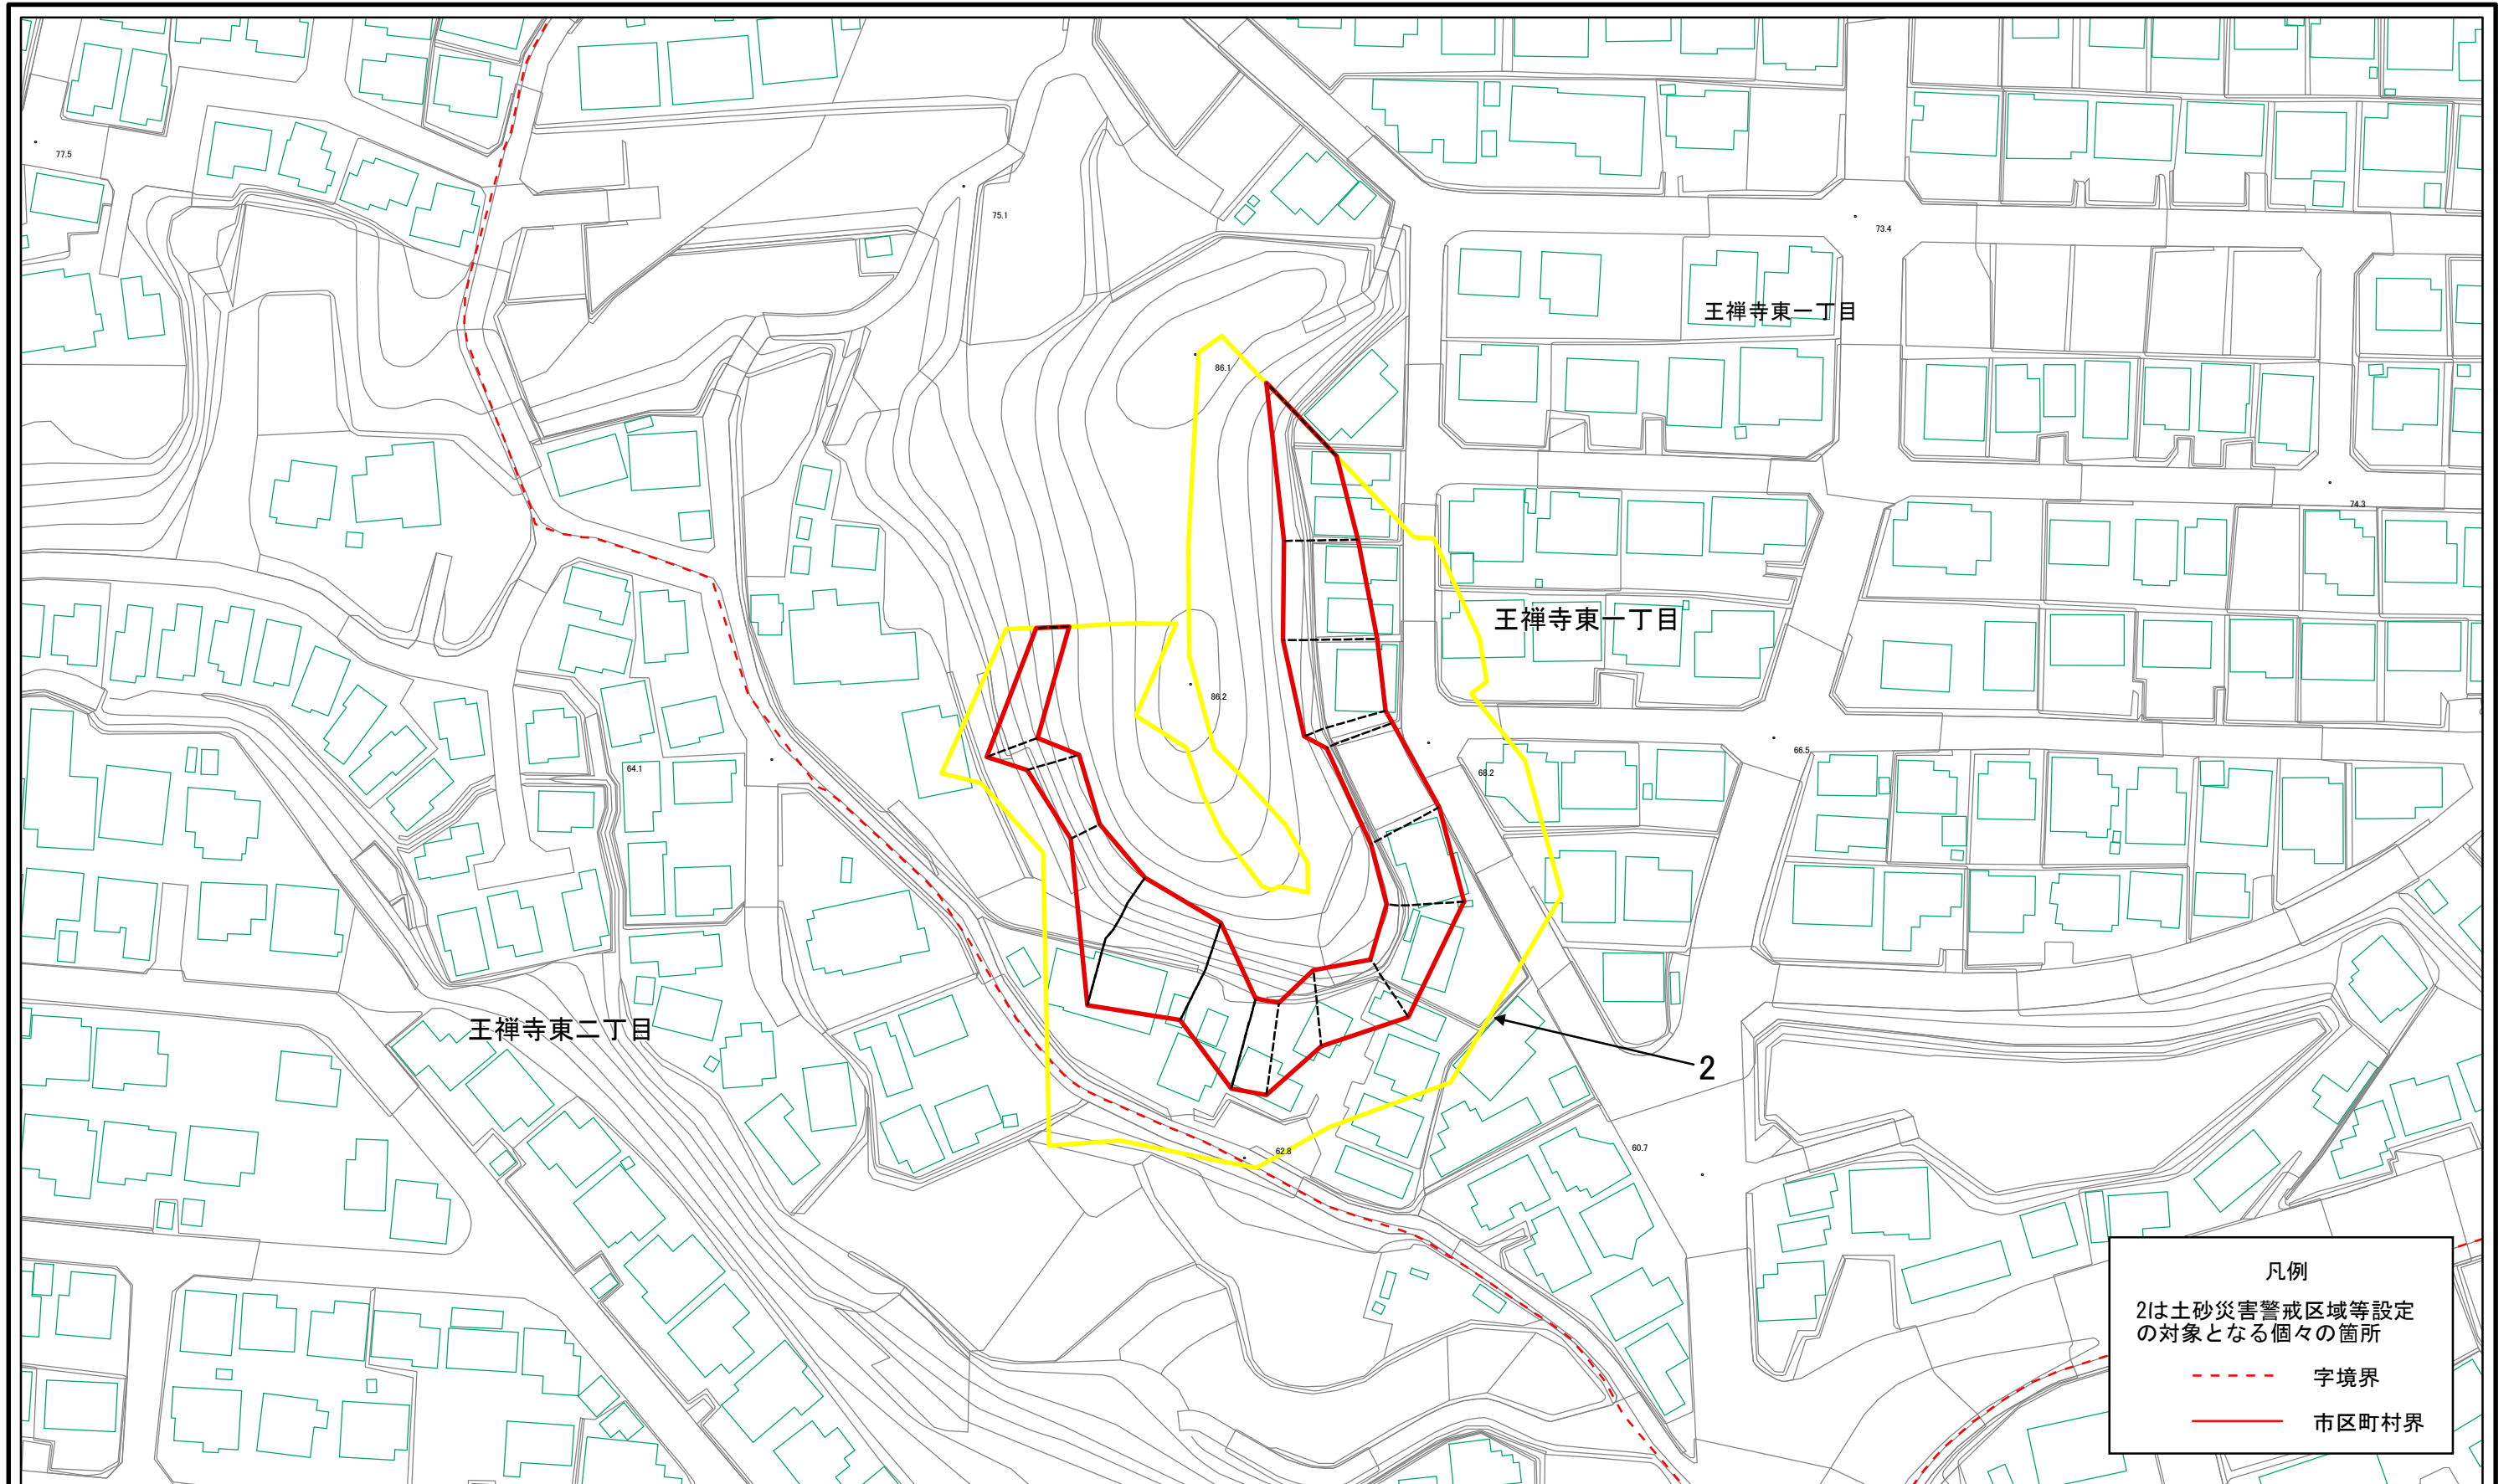 77.5
75.1
73.4
王禅寺東一丁目
86.1
74.3
王禅寺東一丁目
86.2
66.5
64.1
68.2
王禅寺東二丁目
2
62.8
60.7
凡例
2は土砂災害警戒区域等設定
の対象となる個々の箇所
字境界
市区町村界